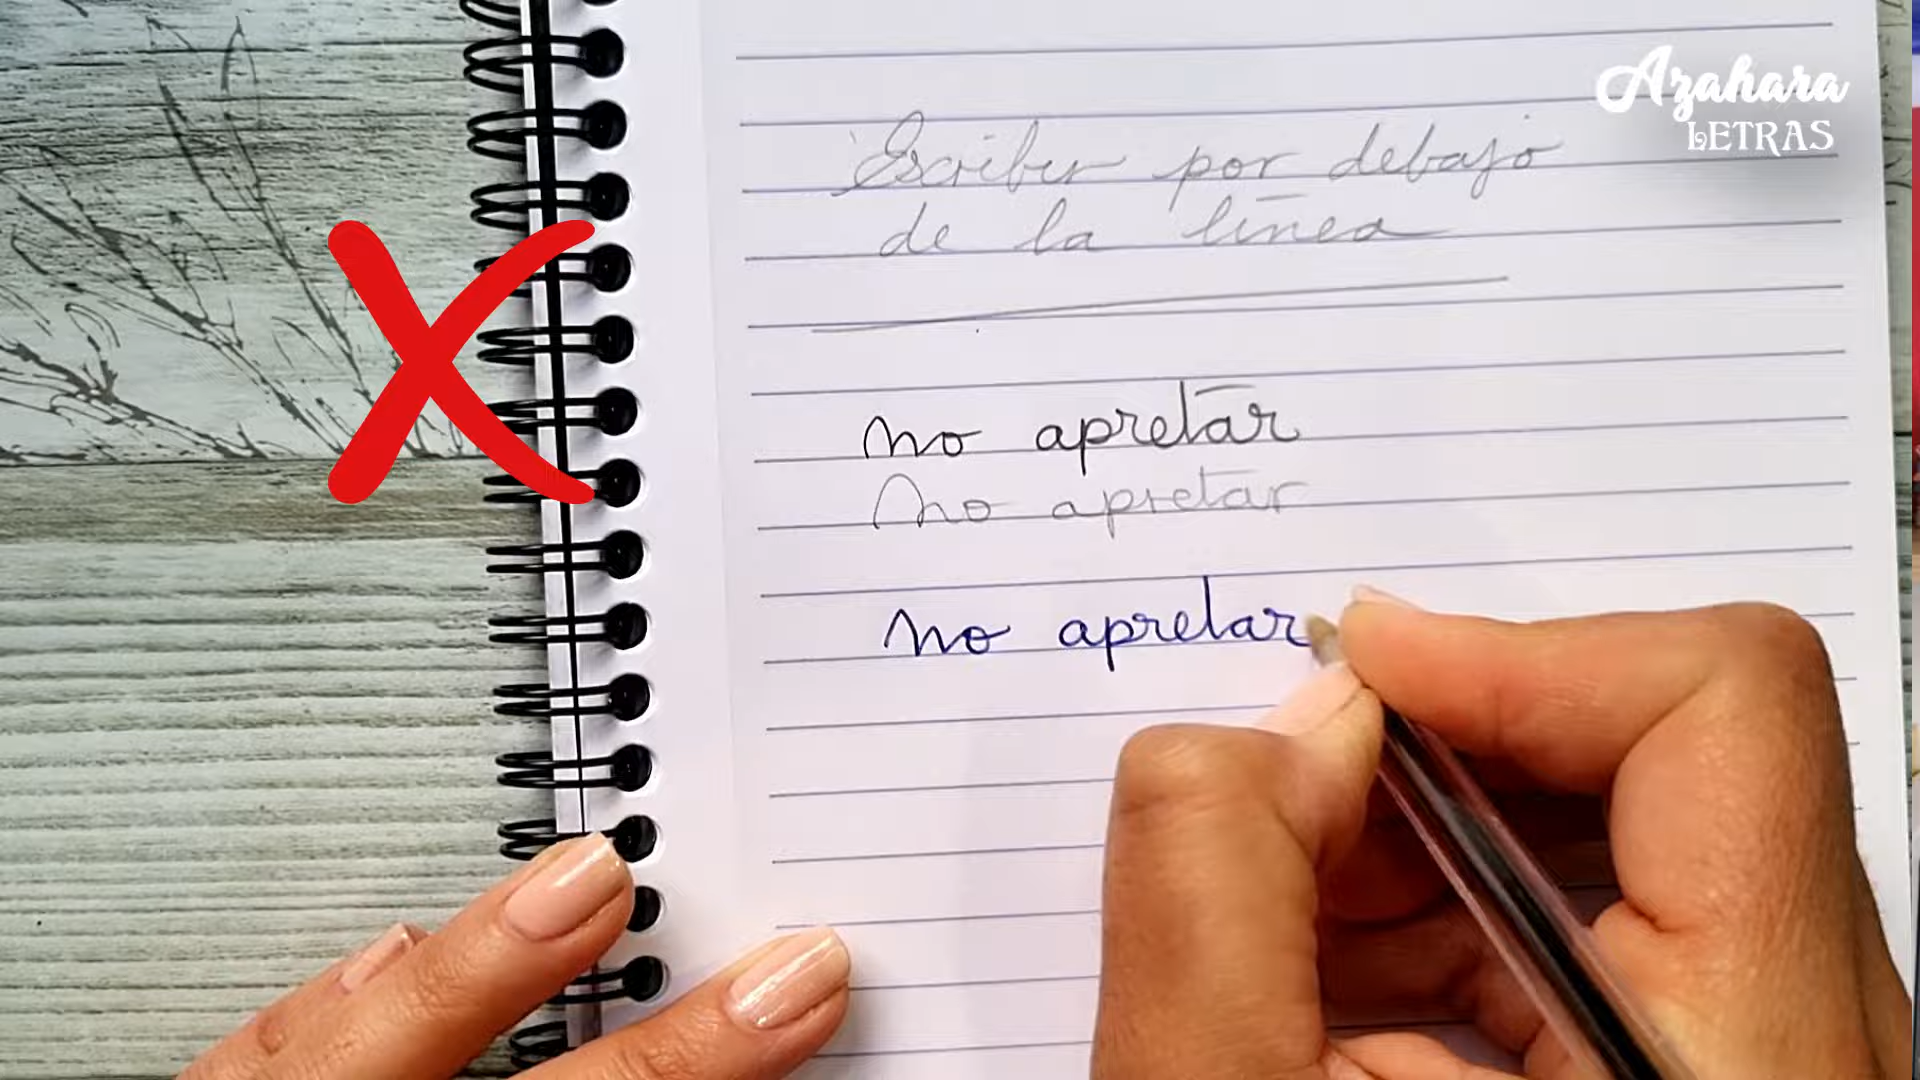 Azahara
LETRAS
Escribir por debajo
de la línea
no apretar
no apretar
no apretar